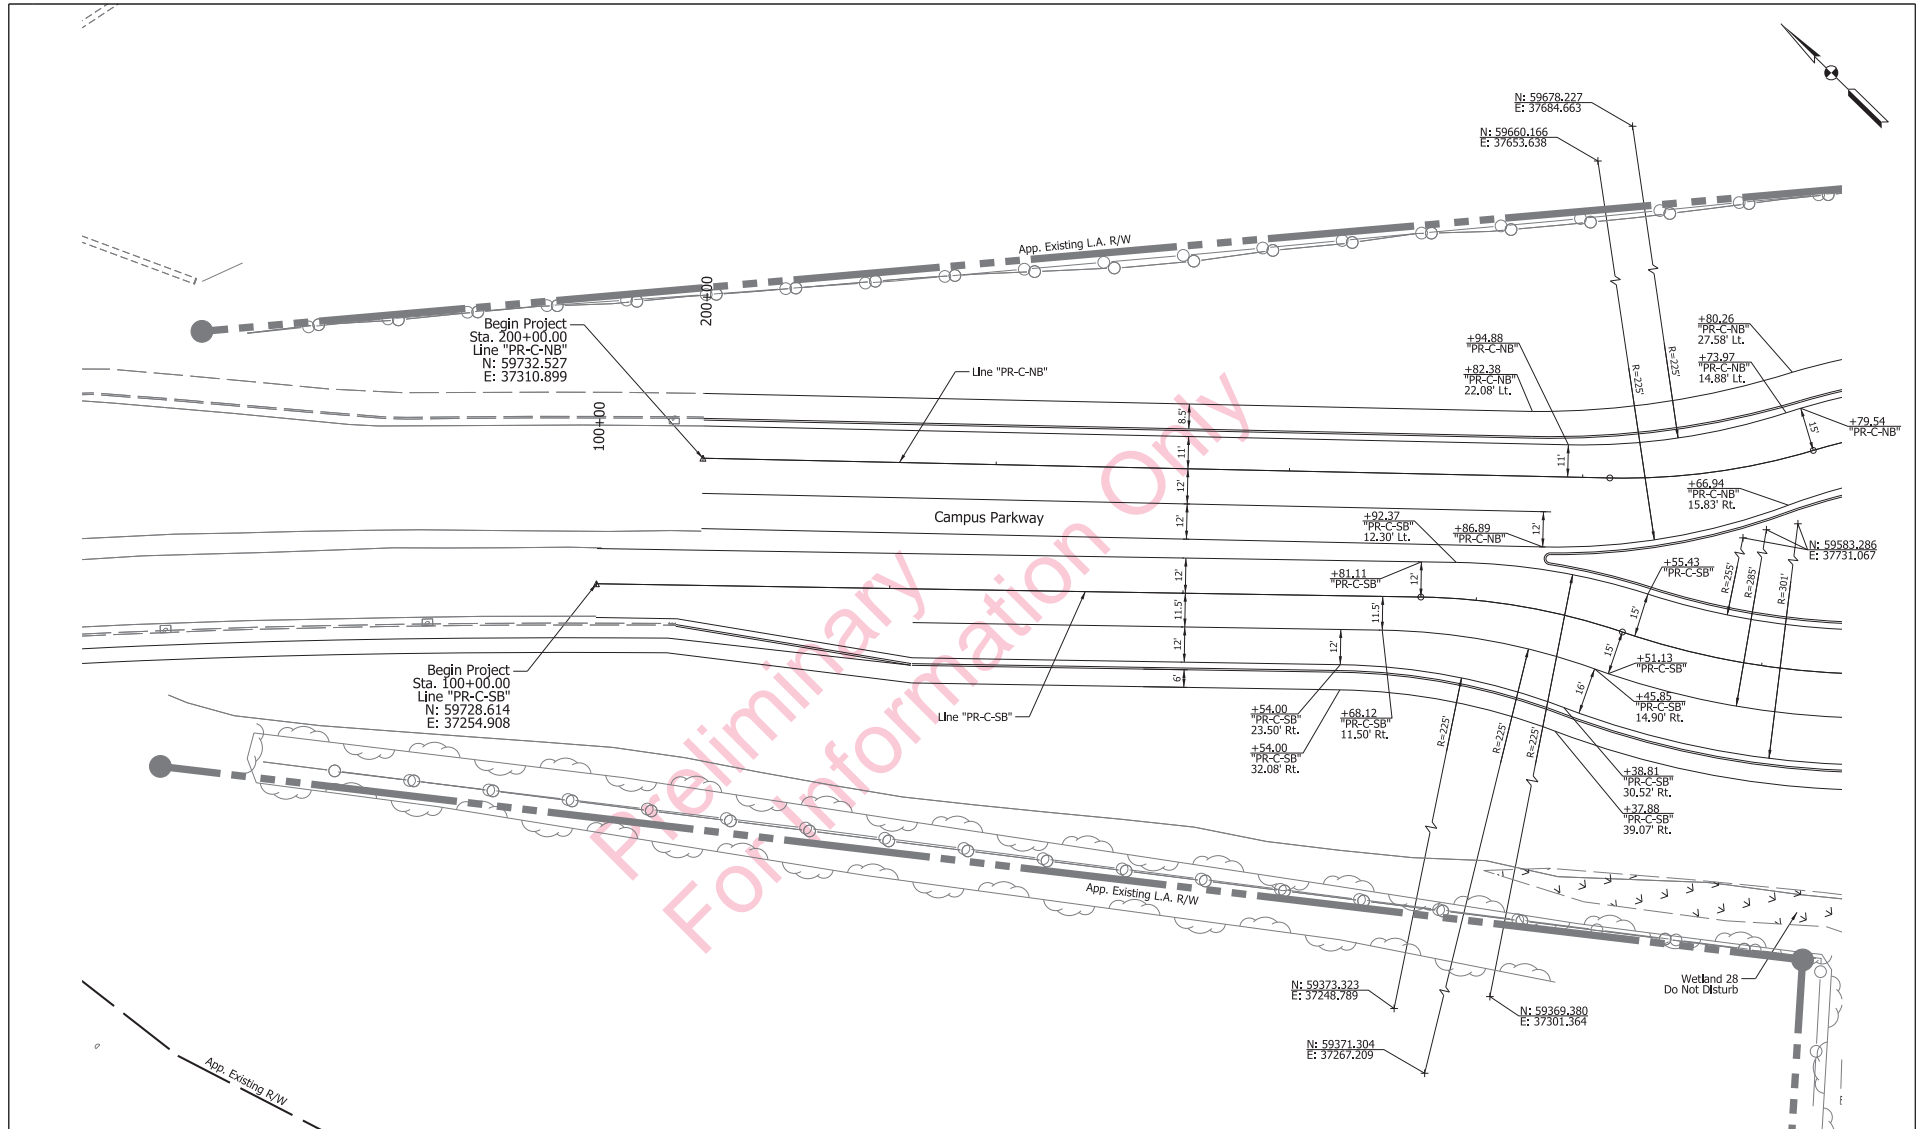 N: 59678.227
E: 37684.663
N: 59660.166
E: 37653.638
App. Existing L.A. R/W
200+00
Begin Project
Sta. 200+00.00
Line "PR-C-NB"
N: 59732.527
E: 37310.899
100+00
Line "PR-C-NB"
+94.88
"PR-C-NB"
+82.38
"PR-C-NB"
22.08' Lt.
R=225'
R=225'
+80.26
"PR-C-NB"
27.58' Lt.
+73.97
"PR-C-NB"
14.88' Lt.
+79.54
"PR-C-NB"
15'
8.5'
11'
11'
12'
12'
12'
Campus Parkway
+92.37
"PR-C-SB"
12.30' Lt.
+86.89
"PR-C-NB"
+66.94
"PR-C-NB"
15.83' Rt.
N: 59583.286
E: 37731.067
+55.43
"PR-C-SB"
R=255'
R=285'
R=301'
+81.11
"PR-C-SB"
12'
12'
11.5'
11.5'
12'
12'
6'
15'
15'
16'
+51.13
"PR-C-SB"
+45.85
"PR-C-SB"
14.90' Rt.
Begin Project
Sta. 100+00.00
Line "PR-C-SB"
N: 59728.614
E: 37254.908
Line "PR-C-SB"
+54.00
"PR-C-SB"
23.50' Rt.
+54.00
"PR-C-SB"
32.08' Rt.
+68.12
"PR-C-SB"
11.50' Rt.
R=225'
R=225'
R=225'
+38.81
"PR-C-SB"
30.52' Rt.
+37.88
"PR-C-SB"
39.07' Rt.
Preliminary
For Information Only
App. Existing L.A. R/W
Wetland 28
Do Not Disturb
N: 59373.323
E: 37248.789
N: 59369.380
E: 37301.364
N: 59371.304
E: 37267.209
App. Existing R/W